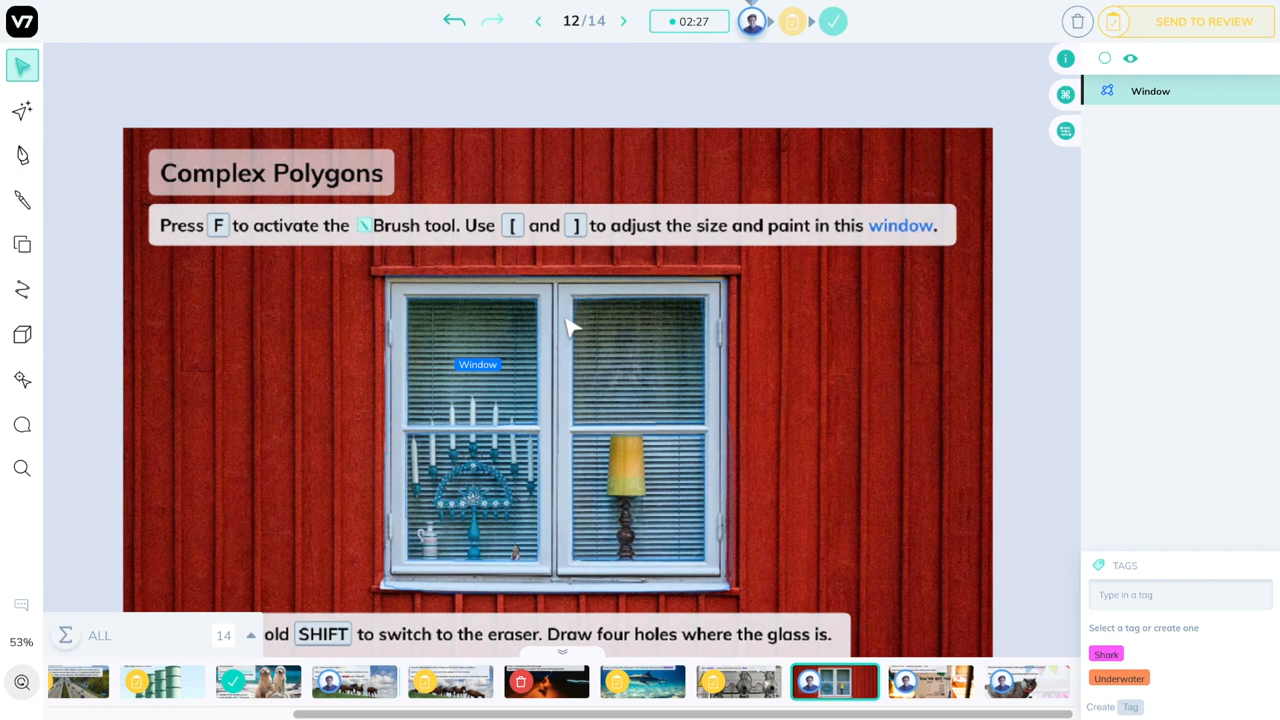 V7
12/14
02:27
SEND TO REVIEW
Window
Complex Polygons
Press F to activate the Brush tool. Use [ and ] to adjust the size and paint in this window.
Window
ALL
14
old SHIFT to switch to the eraser. Draw four holes where the glass is.
53%
TAGS
Type in a tag
Select a tag or create one
Shark
Underwater
Create Tag